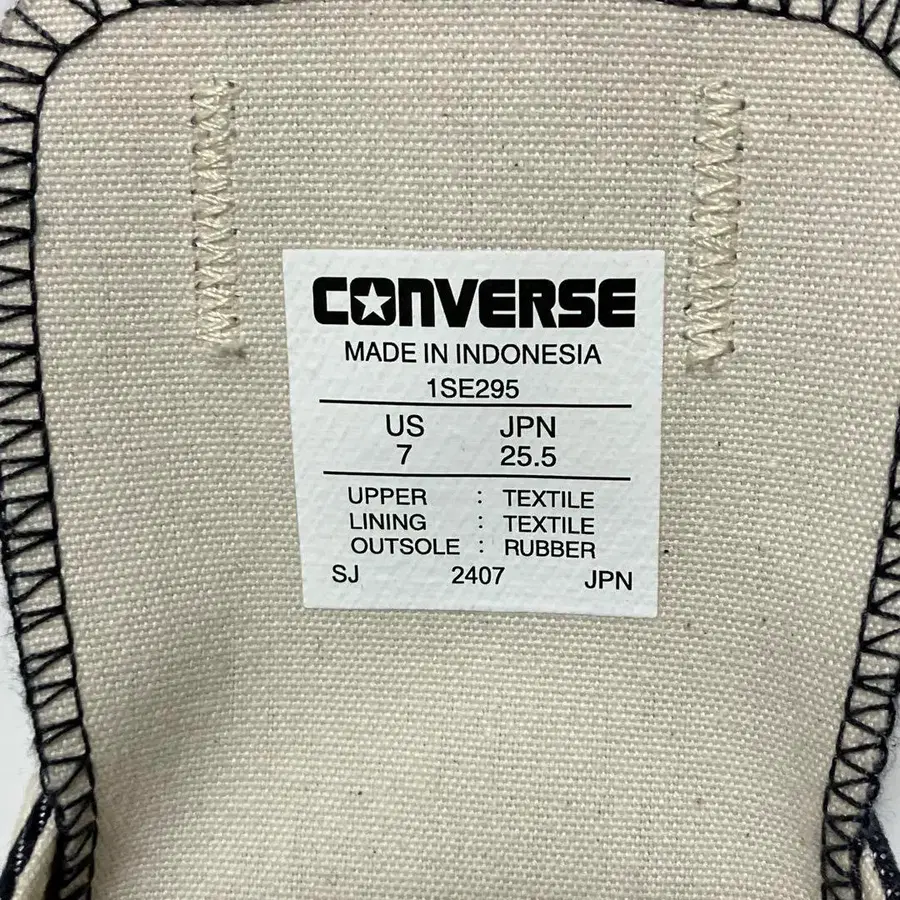 CONVERSE
MADE IN INDONESIA
1SE295
US JPN
7 25.5
UPPER : TEXTILE
LINING : TEXTILE
OUTSOLE : RUBBER
SJ 2407 JPN